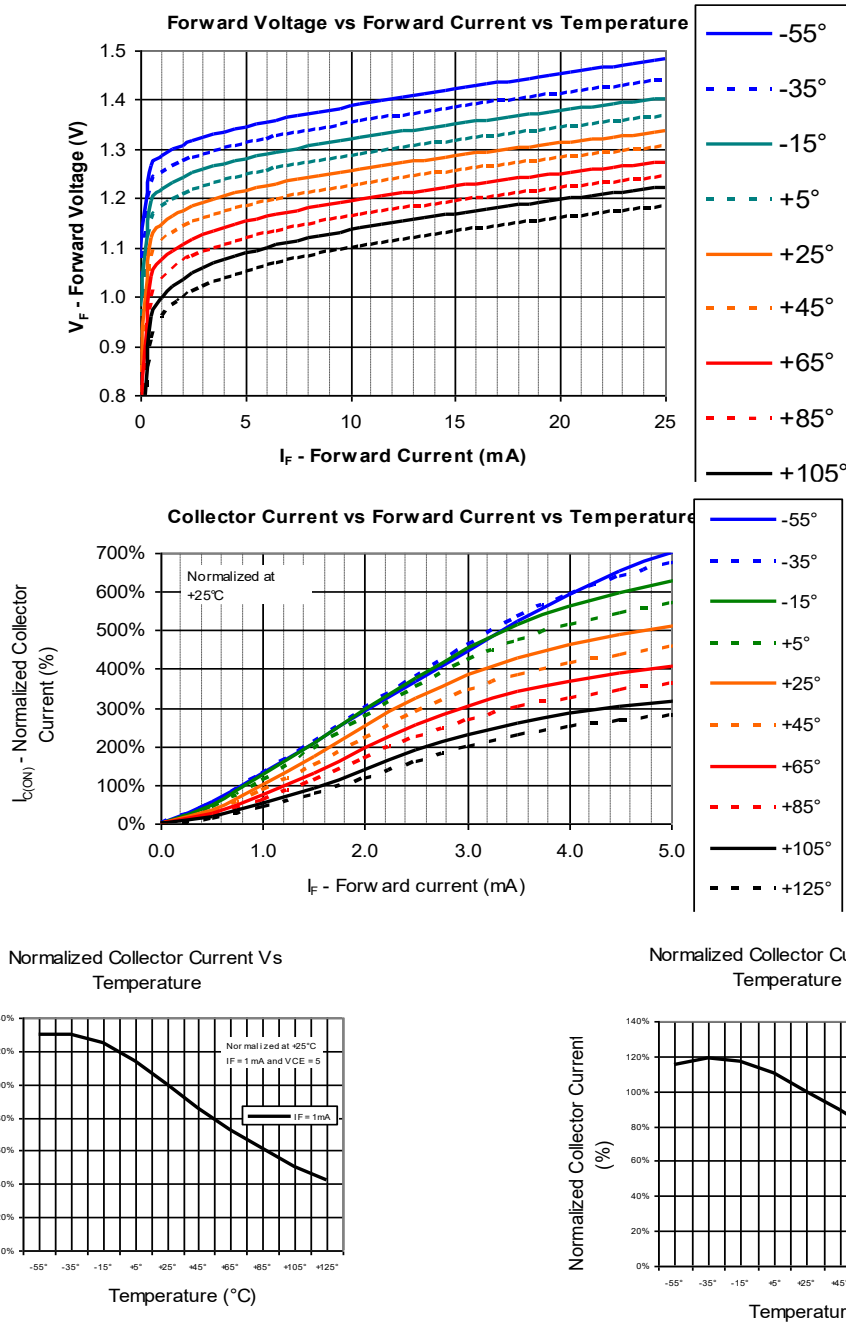 Forward Voltage vs Forward Current vs Temperature
1.5
1.4
1.3
1.2
1.1
1.0
0.9
0.8
VF - Forward Voltage (V)
0 5 10 15 20 25
IF - Forward Current (mA)
-55°
-35°
-15°
+5°
+25°
+45°
+65°
+85°
+105°
Collector Current vs Forward Current vs Temperature
700%
600%
500%
400%
300%
200%
100%
0%
IC(ON) - Normalized Collector
Current (%)
Normalized at
+25°C
0.0 1.0 2.0 3.0 4.0 5.0
IF - Forward current (mA)
-55°
-35°
-15°
+5°
+25°
+45°
+65°
+85°
+105°
+125°
Normalized Collector Current Vs
Temperature
Normalized at +25°C
IF = 1mA and VCE = 5
IF = 1mA
-55° -35° -15° +5° +25° +45° +65° +85° +105° +125°
Temperature (°C)
Normalized Collector
Temperature
140%
120%
100%
80%
60%
40%
20%
0%
Normalized Collector Current
(%)
-55° -35° -15° +5° +25°